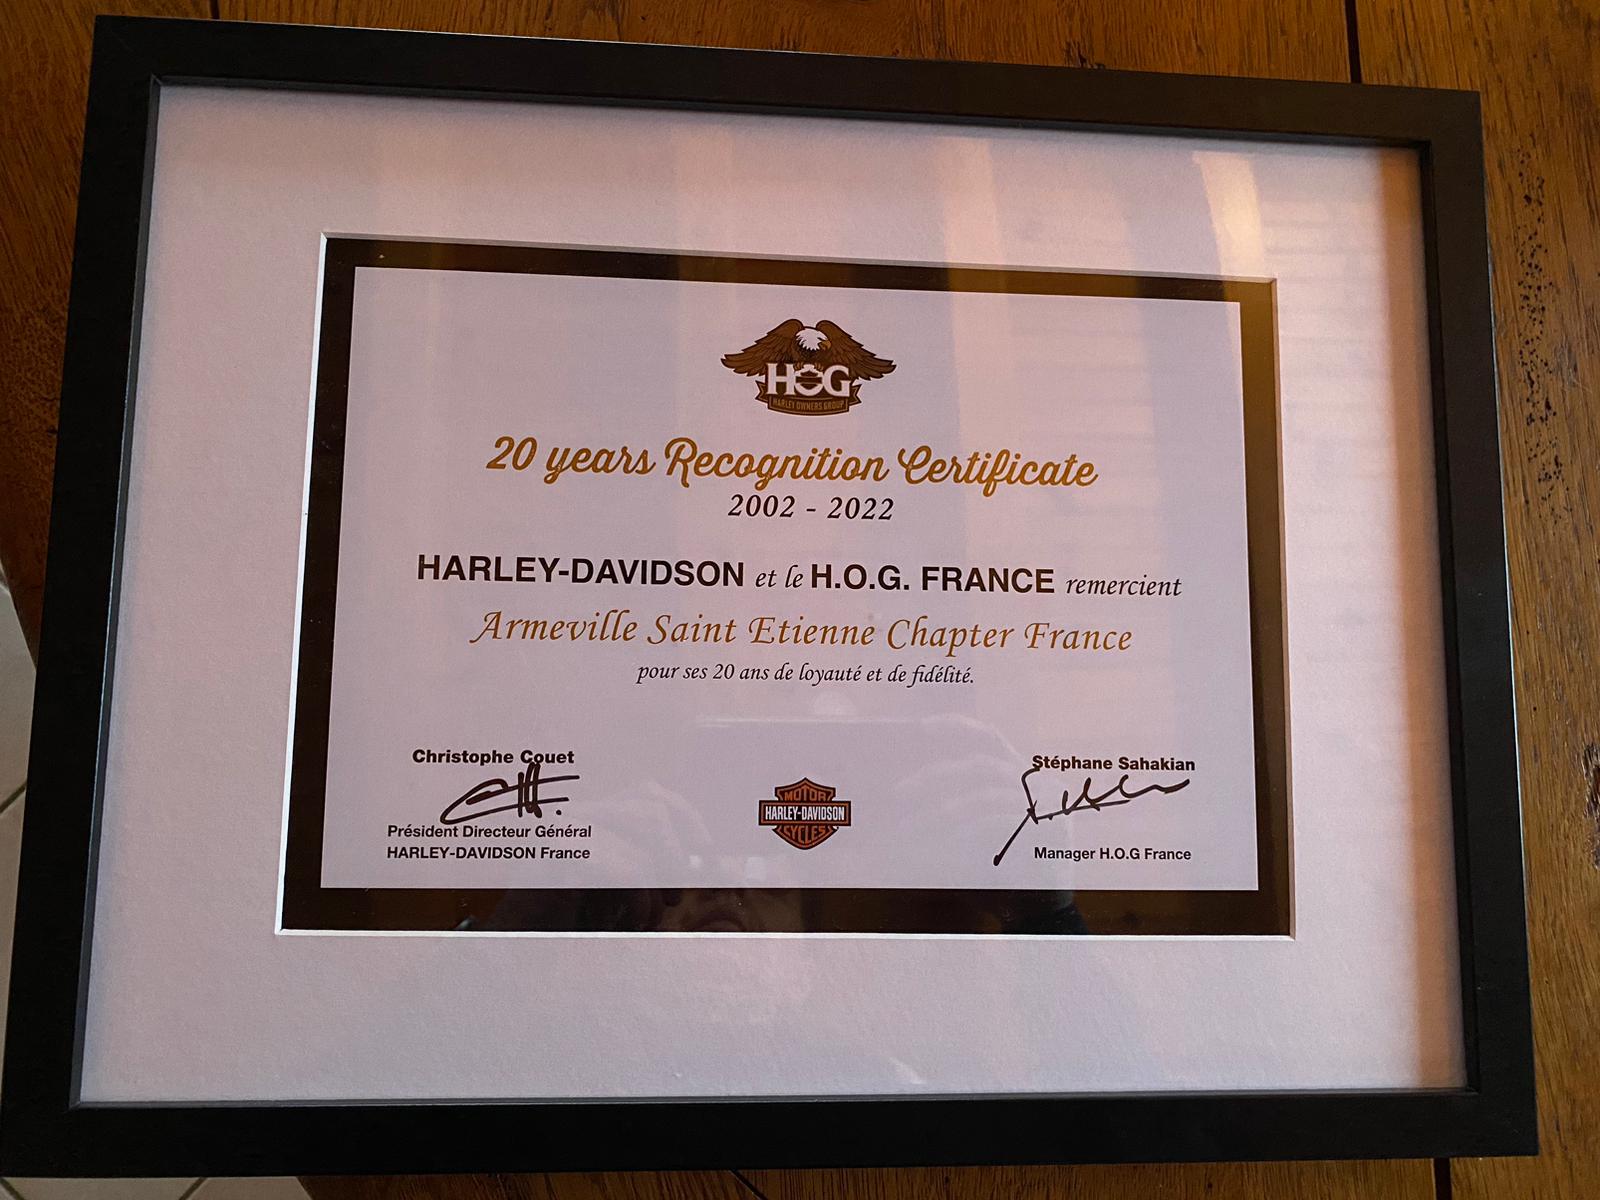 HOG
HARLEY OWNERS GROUP
20 years Recognition Certificate
2002 - 2022
HARLEY-DAVIDSON et le H.O.G. FRANCE remercient
Armeville Saint Etienne Chapter France
pour ses 20 ans de loyauté et de fidélité.
Christophe Couet
Président Directeur Général
HARLEY-DAVIDSON France
MOTOR
HARLEY-DAVIDSON
CYCLES
Stéphane Sahakian
Manager H.O.G France